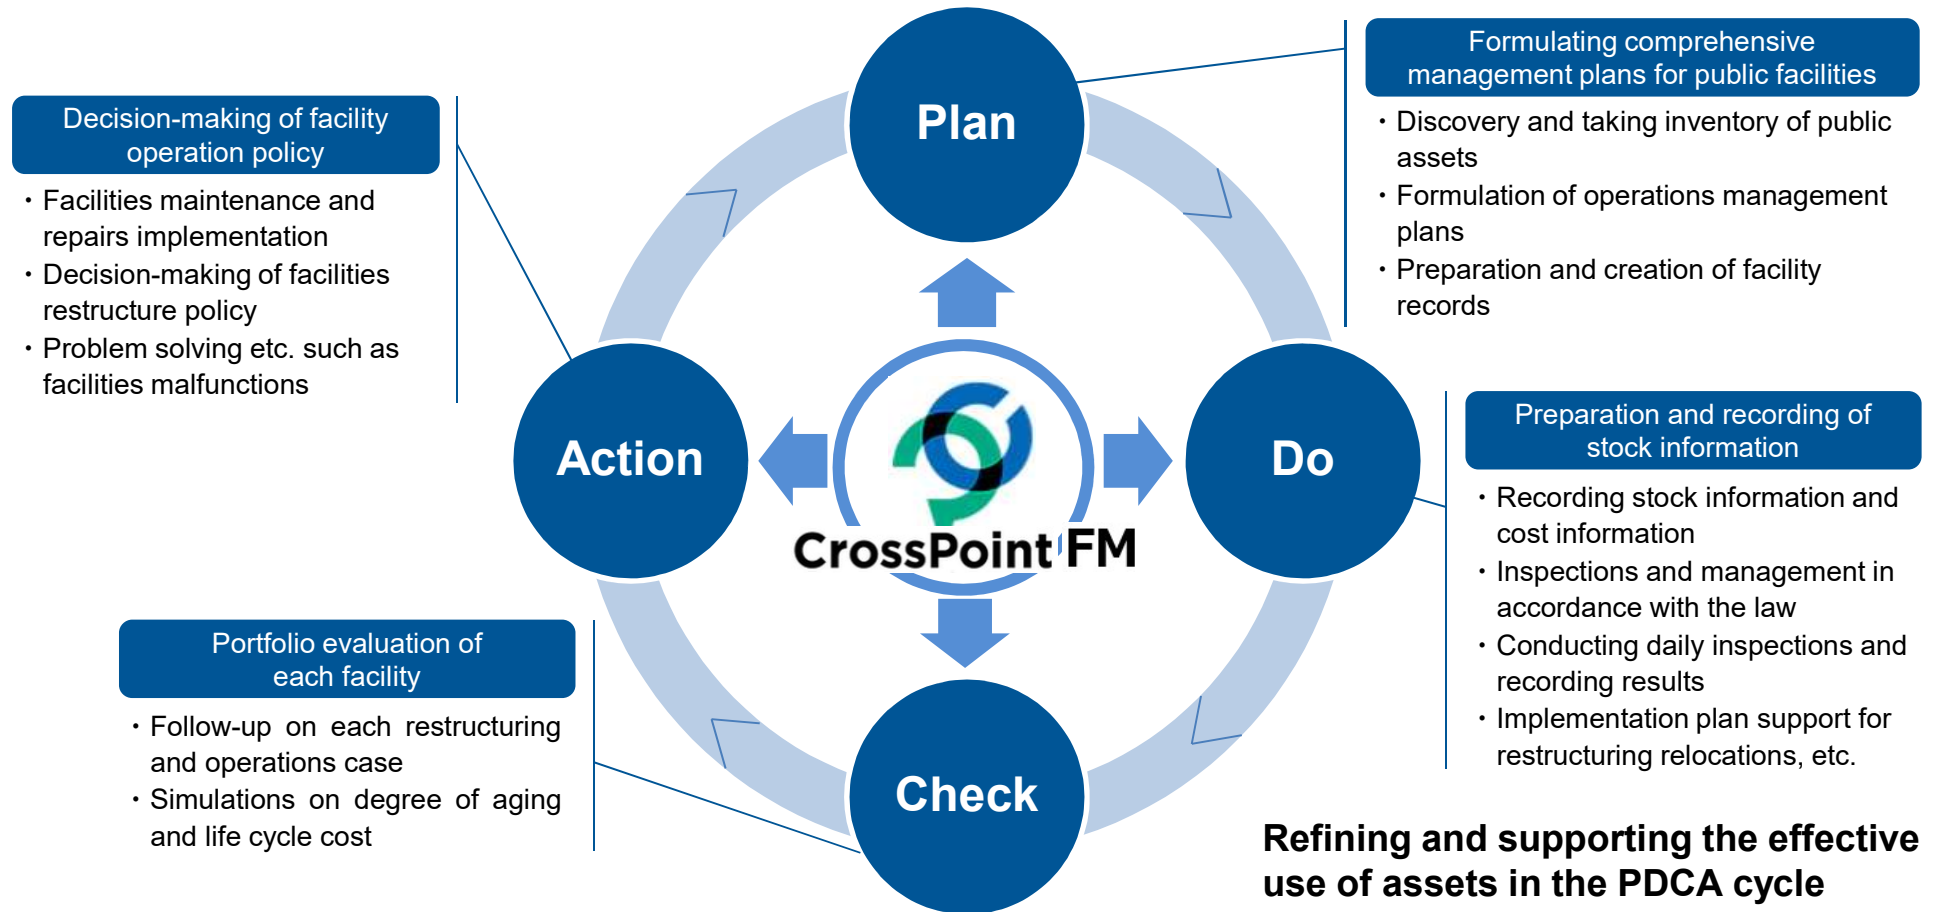 Plan
Formulating comprehensive
management plans for public facilities
・Discovery and taking inventory of public
assets
・Formulation of operations management
plans
・Preparation and creation of facility
records
Decision-making of facility
operation policy
・Facilities maintenance and
repairs implementation
・Decision-making of facilities
restructure policy
・Problem solving etc. such as
facilities malfunctions
Action
CrossPoint FM
Do
Preparation and recording of
stock information
・Recording stock information and
cost information
・Inspections and management in
accordance with the law
・Conducting daily inspections and
recording results
・Implementation plan support for
restructuring relocations, etc.
Portfolio evaluation of
each facility
・Follow-up on each restructuring
and operations case
・Simulations on degree of aging
and life cycle cost
Check
Refining and supporting the effective
use of assets in the PDCA cycle